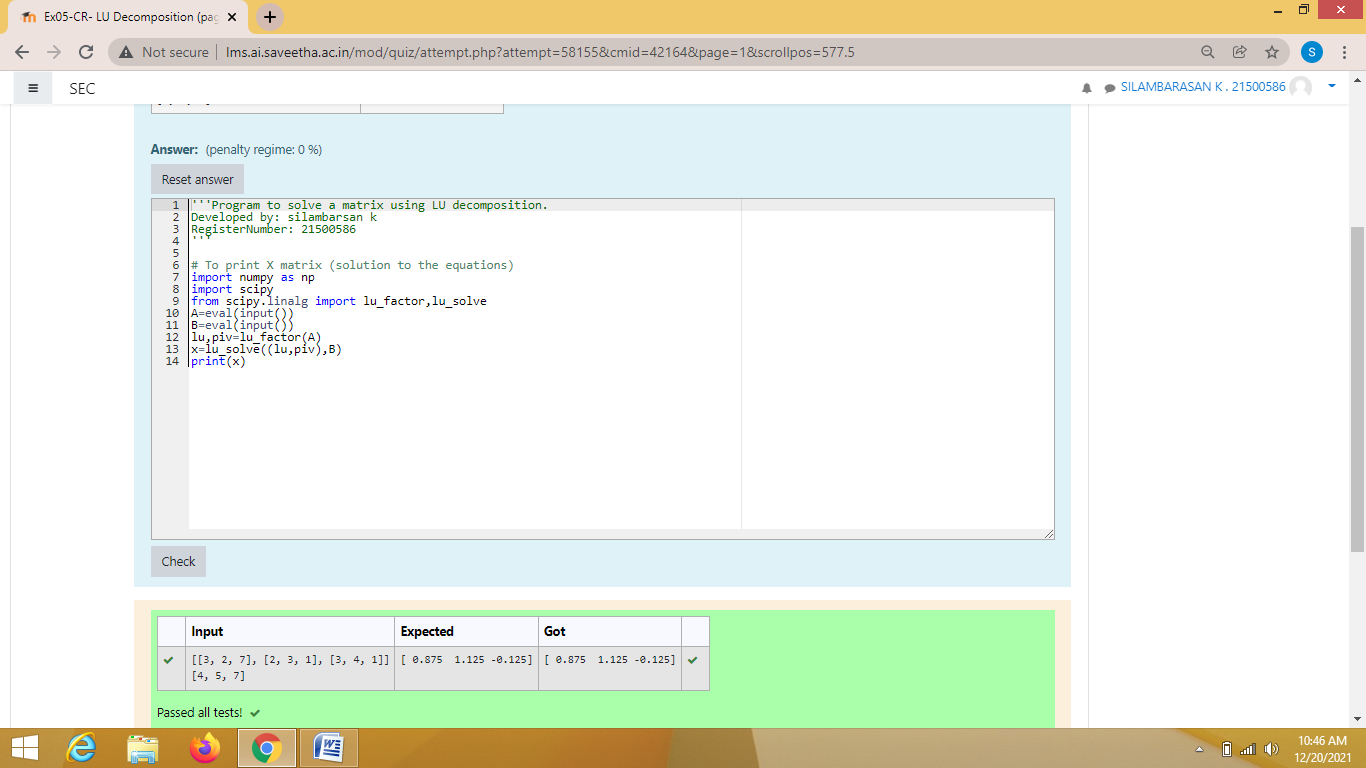 Ex05-CR- LU Decomposition (pag
Not secure
lms.ai.saveetha.ac.in/mod/quiz/attempt.php?attempt=58155&cmid=42164&page=1&scrollpos=577.5
S
SEC
SILAMBARASAN K . 21500586
Answer: (penalty regime: 0 %)
Reset answer
1 '''Program to solve a matrix using LU decomposition.
2 Developed by: silambarsan k
3 RegisterNumber: 21500586
4 '''
5
6 # To print X matrix (solution to the equations)
7 import numpy as np
8 import scipy
9 from scipy.linalg import lu_factor,lu_solve
10 A=eval(input())
11 B=eval(input())
12 lu,piv=lu_factor(A)
13 x=lu_solve((lu,piv),B)
14 print(x)
Check
Input Expected Got
[[3, 2, 7], [2, 3, 1], [3, 4, 1]] [ 0.875  1.125 -0.125] [ 0.875  1.125 -0.125]
[4, 5, 7]
Passed all tests!
10:46 AM
12/20/2021